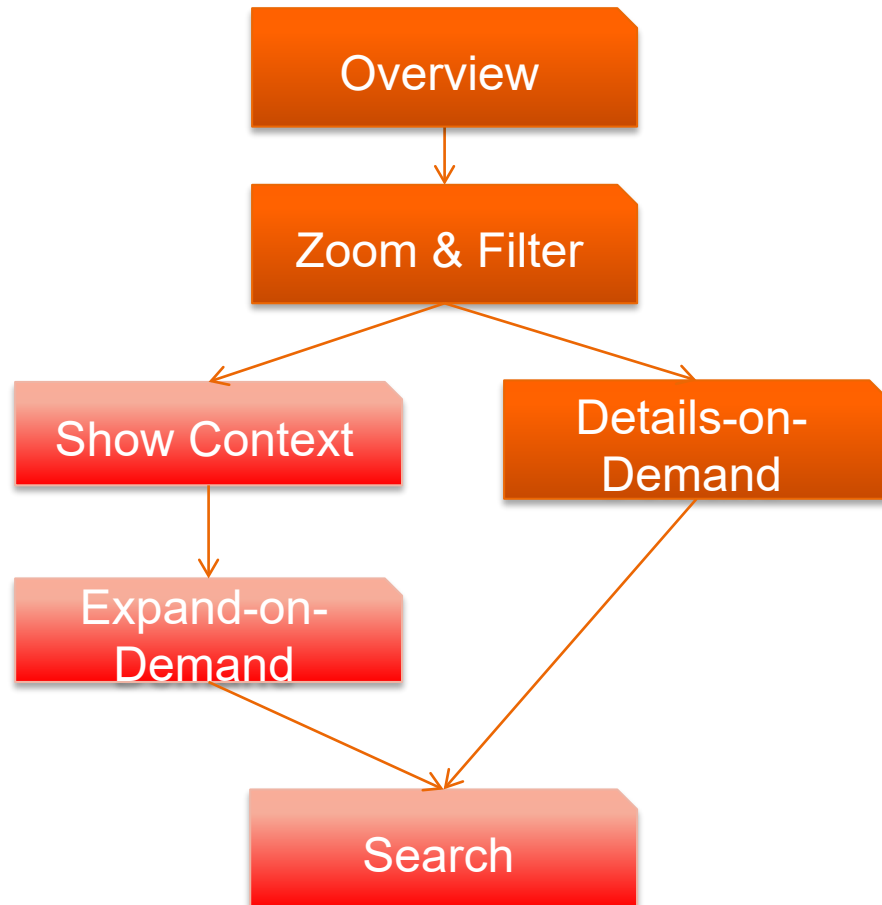 Overview
Zoom & Filter
Show Context
Details-on-
Demand
Expand-on-
Demand
Search